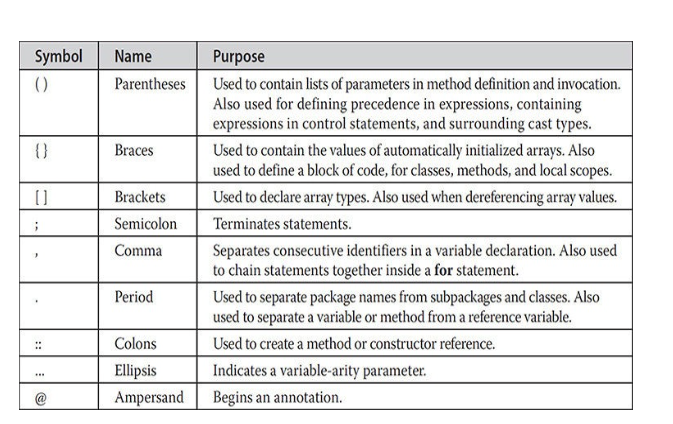 Symbol Name Purpose
( ) Parentheses Used to contain lists of parameters in method definition and invocation.
Also used for defining precedence in expressions, containing
expressions in control statements, and surrounding cast types.
{ } Braces Used to contain the values of automatically initialized arrays. Also
used to define a block of code, for classes, methods, and local scopes.
[ ] Brackets Used to declare array types. Also used when dereferencing array values.
; Semicolon Terminates statements.
, Comma Separates consecutive identifiers in a variable declaration. Also used
to chain statements together inside a for statement.
. Period Used to separate package names from subpackages and classes. Also
used to separate a variable or method from a reference variable.
:: Colons Used to create a method or constructor reference.
... Ellipsis Indicates a variable-arity parameter.
@ Ampersand Begins an annotation.